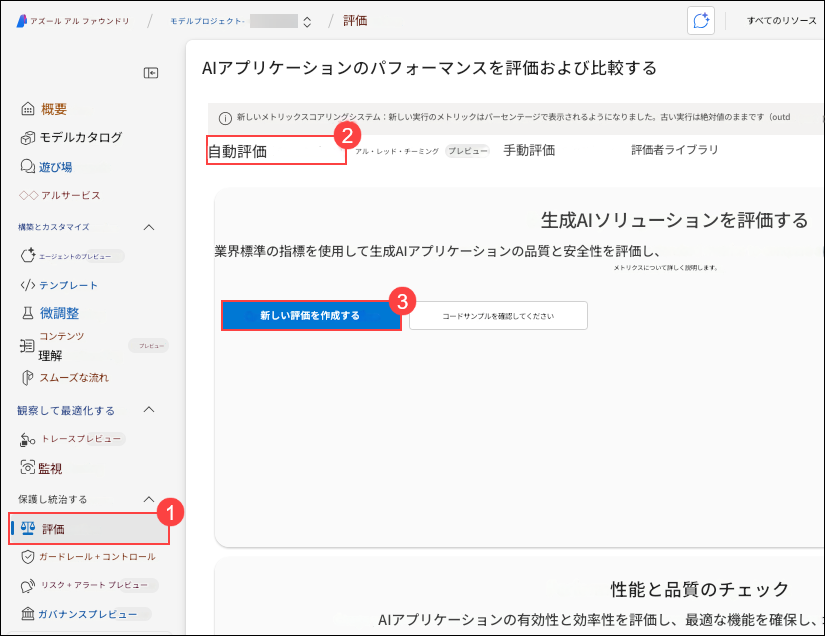 アズール アル ファウンドリ / モデルプロジェクト- / 評価 すべてのリソース
概要
モデルカタログ
遊び場
アルサービス
構築とカスタマイズ
エージェントのプレビュー
テンプレート
微調整
コンテンツ
理解 プレビュー
スムーズな流れ
観察して最適化する
トレースプレビュー
監視
保護し統治する
1
評価
ガードレール + コントロール
リスク + アラート プレビュー
ガバナンスプレビュー
AIアプリケーションのパフォーマンスを評価および比較する
新しいメトリックスコアリングシステム：新しい実行のメトリックはパーセンテージで表示されるようになりました。古い実行は絶対値のままです（outd
2
自動評価 アル・レッド・チーミング プレビュー 手動評価 評価者ライブラリ
生成AIソリューションを評価する
業界標準の指標を使用して生成AIアプリケーションの品質と安全性を評価し、
メトリクスについて詳しく説明します。
3
新しい評価を作成する コードサンプルを確認してください
性能と品質のチェック
AIアプリケーションの有効性と効率性を評価し、最適な機能を確保し、